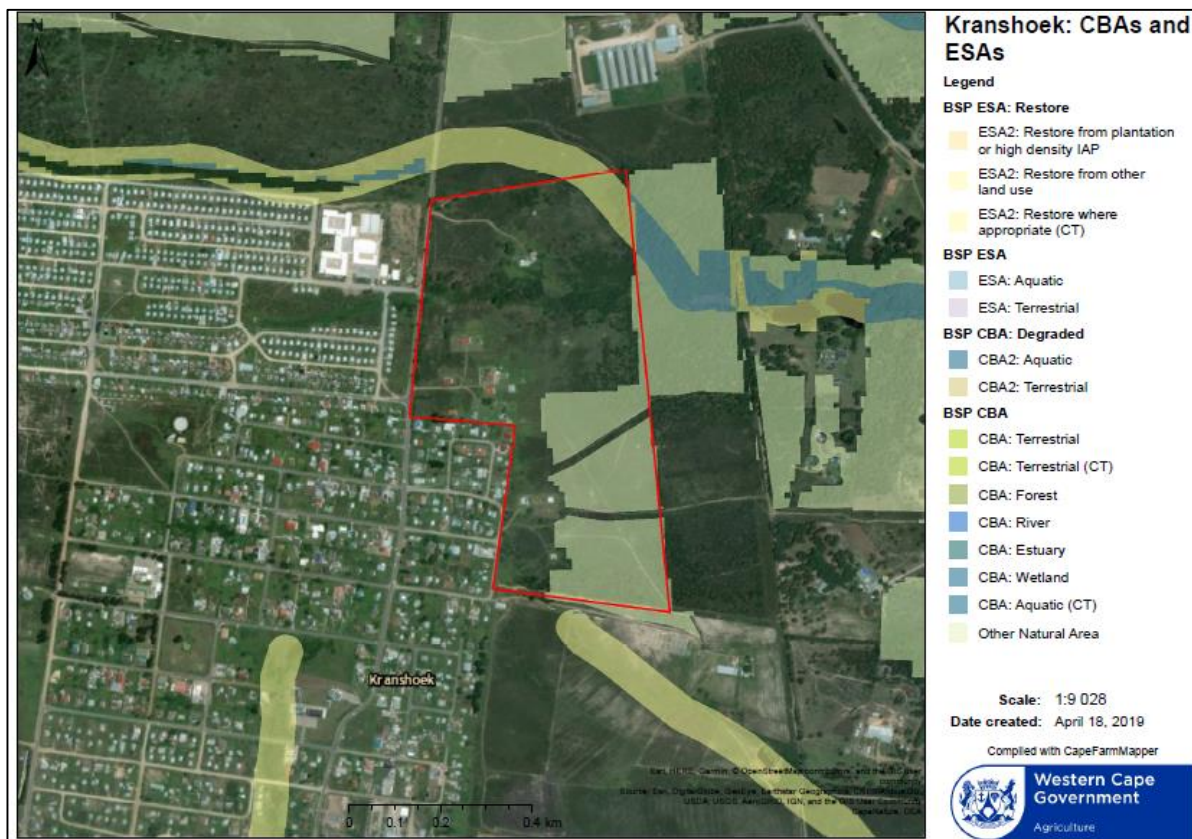 N
Kranshoek
0 0.1 0.2 0.4 km
Kranshoek: CBAs and
ESAs
Legend
BSP ESA: Restore
ESA2: Restore from plantation
or high density IAP
ESA2: Restore from other
land use
ESA2: Restore where
appropriate (CT)
BSP ESA
ESA: Aquatic
ESA: Terrestrial
BSP CBA: Degraded
CBA2: Aquatic
CBA2: Terrestrial
BSP CBA
CBA: Terrestrial
CBA: Terrestrial (CT)
CBA: Forest
CBA: River
CBA: Estuary
CBA: Wetland
CBA: Aquatic (CT)
Other Natural Area
Scale: 1:9 028
Date created: April 18, 2019
Compiled with CapeFarmMapper
Western Cape
Government
Agriculture